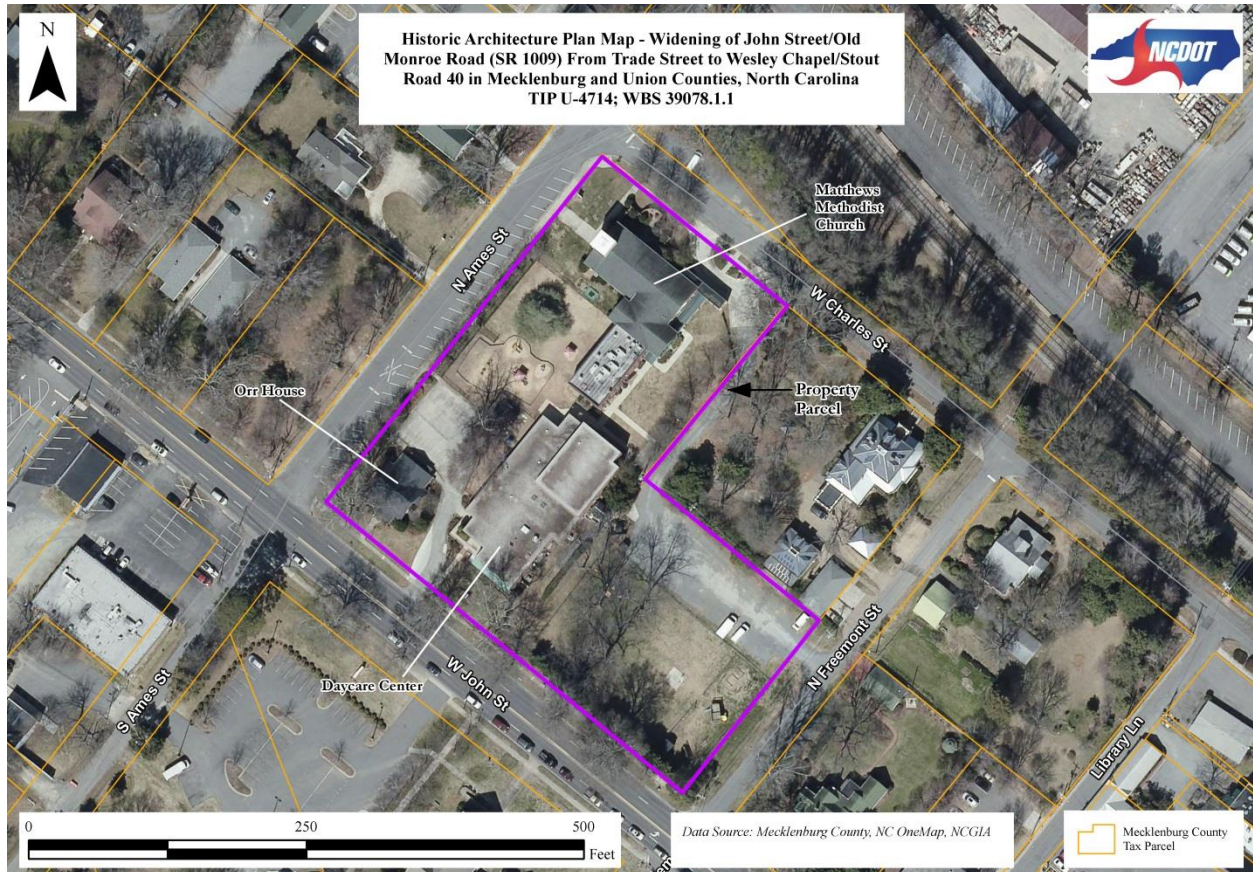 N
Historic Architecture Plan Map - Widening of John Street/Old
Monroe Road (SR 1009) From Trade Street to Wesley Chapel/Stout
Road 40 in Mecklenburg and Union Counties, North Carolina
TIP U-4714; WBS 39078.1.1
NCDOT
Matthews
Methodist
Church
N Ames St
W Charles St
Orr House
Property
Parcel
S Ames St
Daycare Center
W John St
N Freemont St
Library Ln
0 250 500
Feet
Data Source: Mecklenburg County, NC OneMap, NCGIA
Mecklenburg County
Tax Parcel